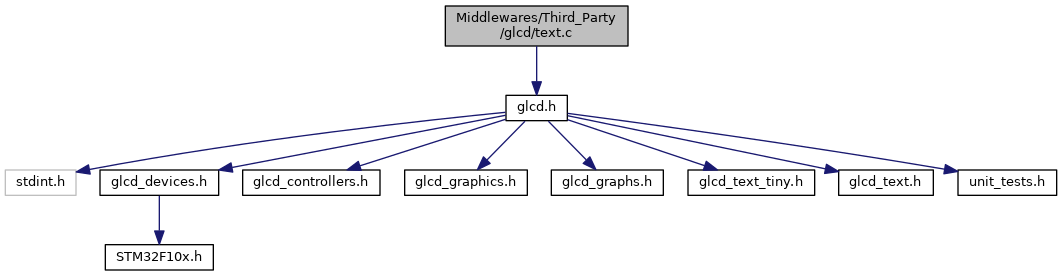 Middlewares/Third_Party
/glcd/text.c
glcd.h
stdint.h
glcd_devices.h
glcd_controllers.h
glcd_graphics.h
glcd_graphs.h
glcd_text_tiny.h
glcd_text.h
unit_tests.h
STM32F10x.h